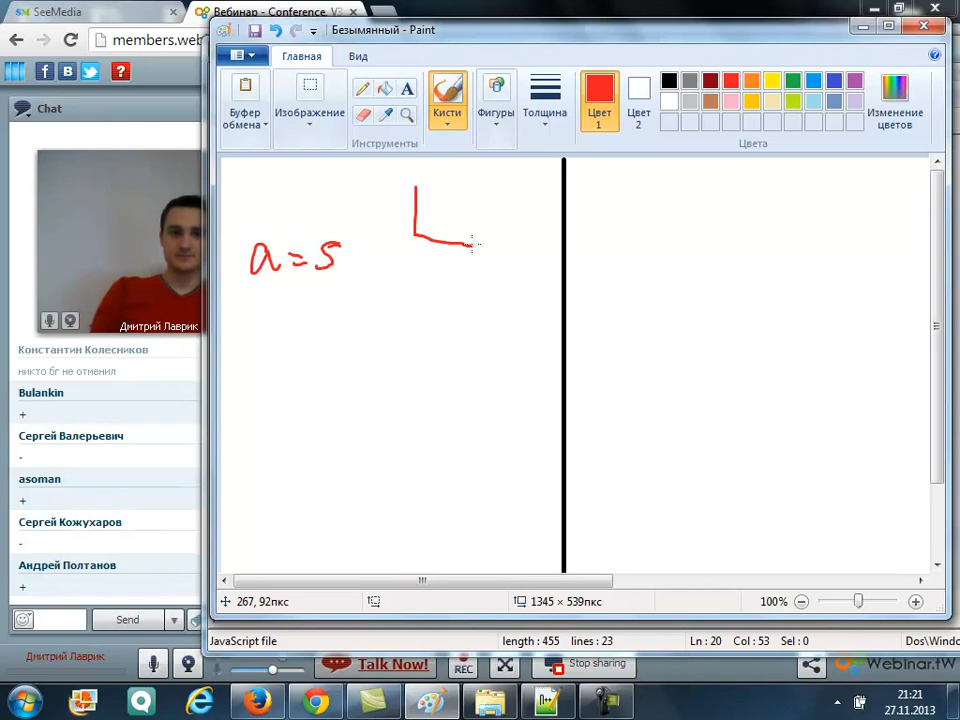 SeeMedia
Вебинар - Conference, V3
Безымянный - Paint
members.web
Главная
Вид
Chat
Буфер обмена
Изображение
Кисти
Фигуры
Толщина
Цвет 1
Цвет 2
Изменение цветов
Инструменты
Цвета
a = 5
Дмитрий Лаврик
Константин Колесников
никто бг не отменил
Bulankin
+
Сергей Валерьевич
-
asoman
+
Сергей Кожухаров
-
Андрей Полтанов
+
267, 92пкс
1345 × 539пкс
100%
Send
JavaScript file
length : 455 lines : 23
Ln : 20 Col : 53 Sel : 0
Dos\Windo
Дмитрий Лаврик
Talk Now!
REC
Stop sharing
Webinar.fw
21:21
27.11.2013